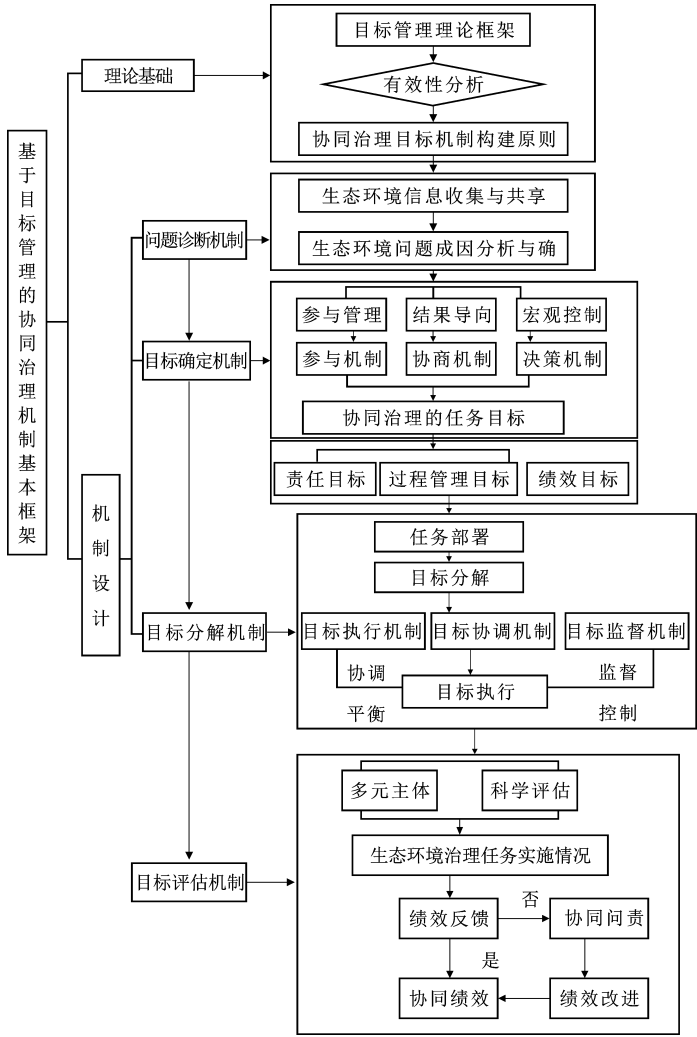 基于目标管理的协同治理机制基本框架
理论基础
目标管理理论框架
有效性分析
协同治理目标机制构建原则
机制设计
问题诊断机制
生态环境信息收集与共享
生态环境问题成因分析与确
目标确定机制
参与管理
结果导向
宏观控制
参与机制
协商机制
决策机制
协同治理的任务目标
责任目标
过程管理目标
绩效目标
目标分解机制
任务部署
目标分解
目标执行机制
目标协调机制
目标监督机制
协调
监督
目标执行
平衡
控制
目标评估机制
多元主体
科学评估
生态环境治理任务实施情况
绩效反馈
否
协同问责
是
协同绩效
绩效改进